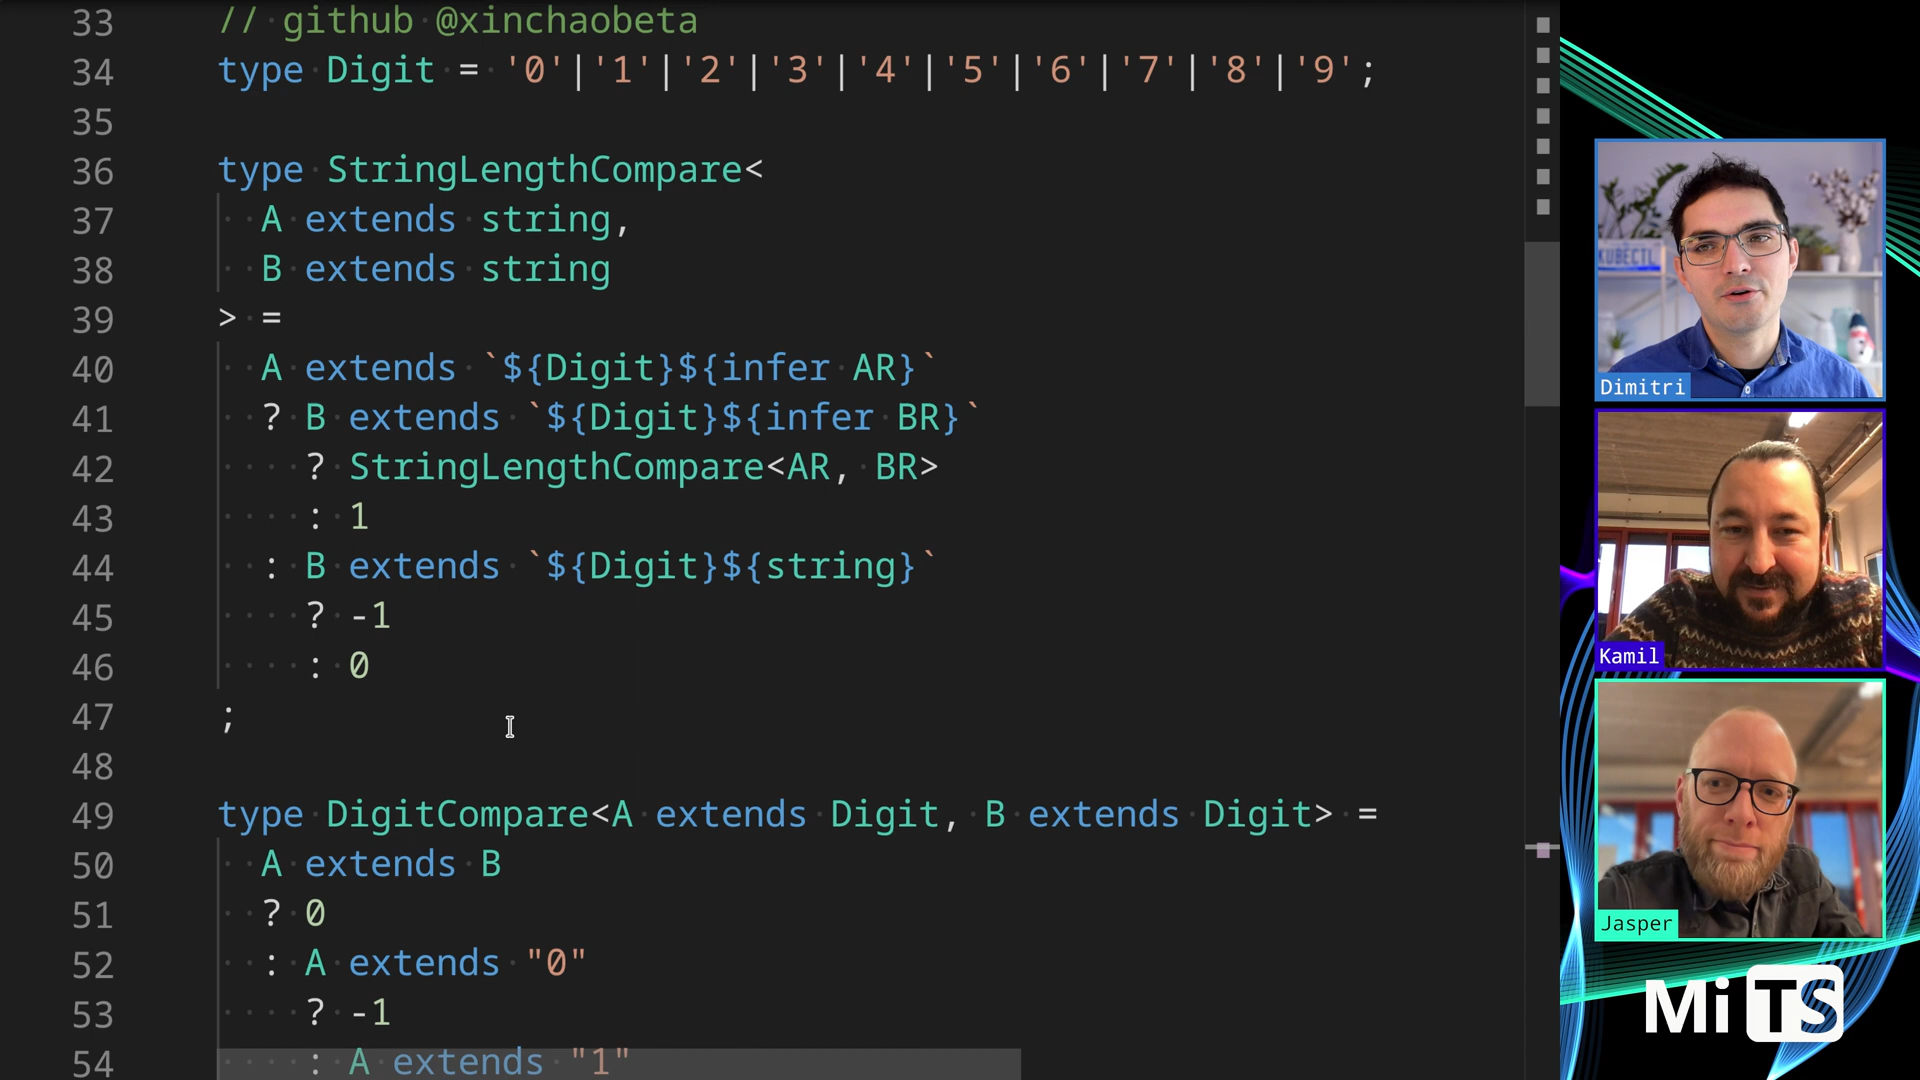 33 // github @xinchaobeta
34 type Digit = '0'|'1'|'2'|'3'|'4'|'5'|'6'|'7'|'8'|'9';
35
36 type StringLengthCompare<
37 A extends string,
38 B extends string
39 > =
40 A extends `${Digit}${infer AR}`
41 ? B extends `${Digit}${infer BR}`
42 ? StringLengthCompare<AR, BR>
43 : 1
44 : B extends `${Digit}${string}`
45 ? -1
46 : 0
47 ;
48
49 type DigitCompare<A extends Digit, B extends Digit> =
50 A extends B
51 ? 0
52 : A extends "0"
53 ? -1
54 : A extends "1"
KUBECTL
Dimitri
Kamil
Jasper
MiTS